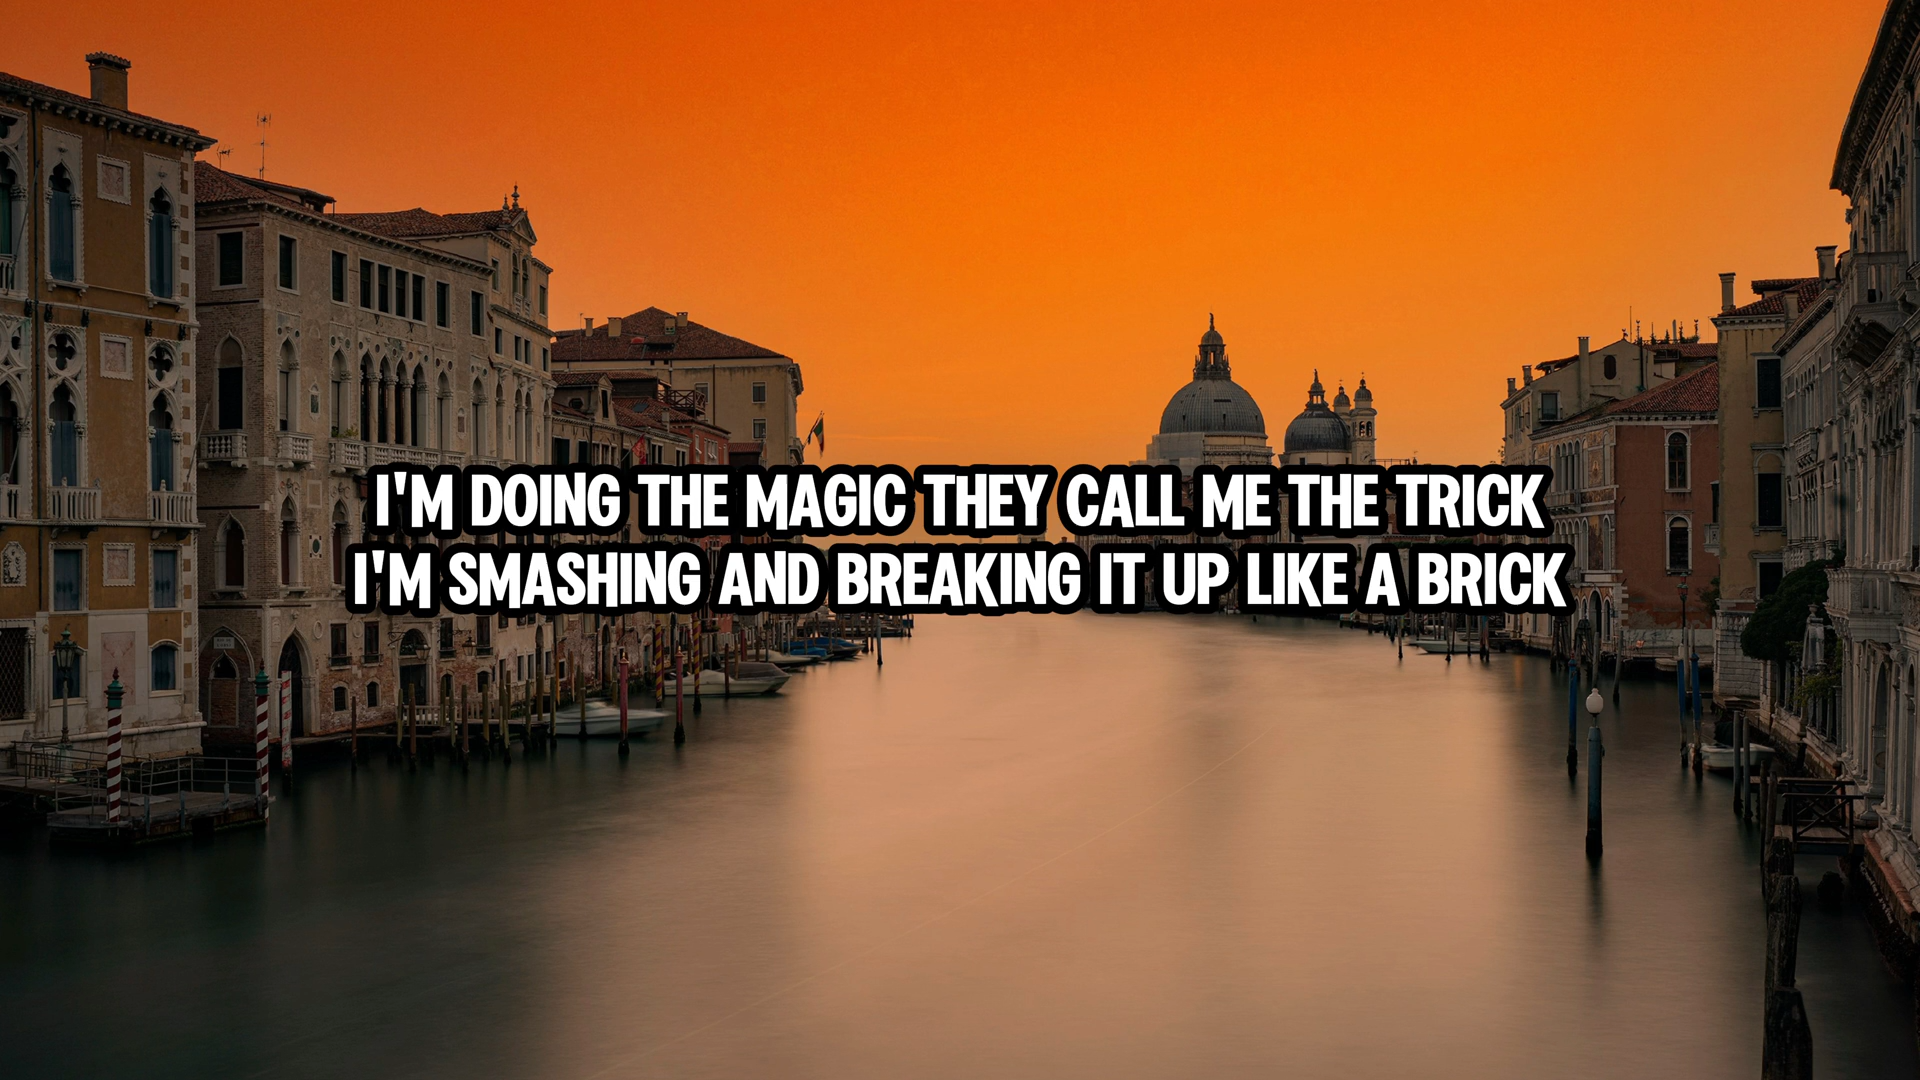 I'M DOING THE MAGIC THEY CALL ME THE TRICK
I'M SMASHING AND BREAKING IT UP LIKE A BRICK